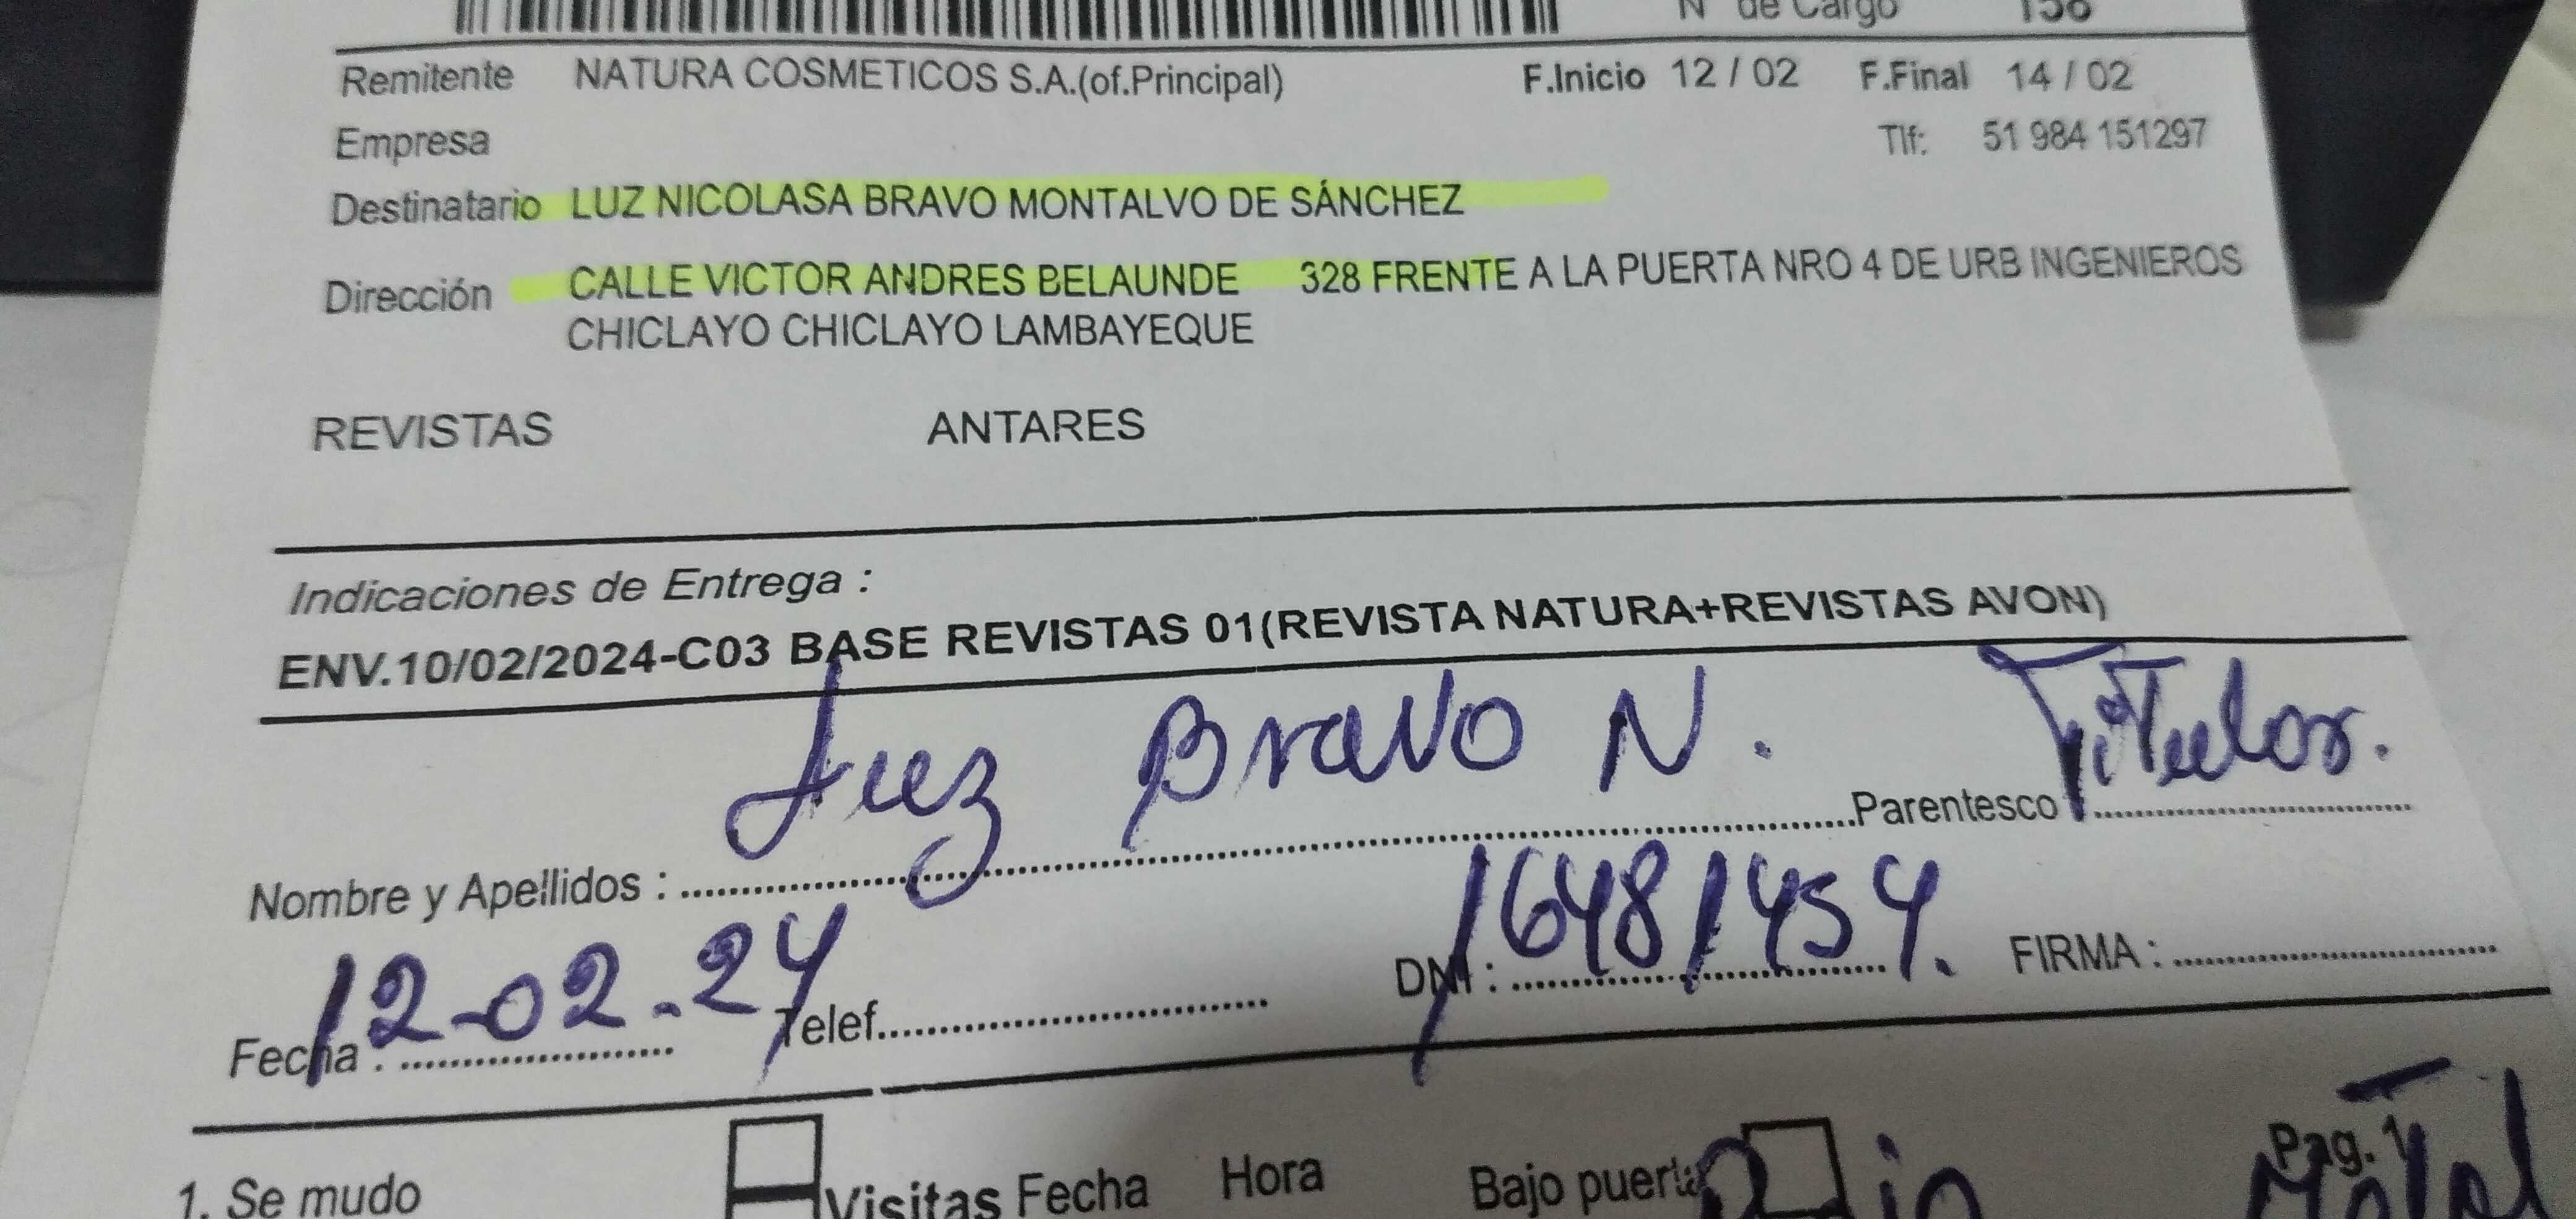 N° de Cargo 158
Remitente NATURA COSMETICOS S.A.(of.Principal) F.Inicio 12 / 02 F.Final 14 / 02
Empresa Tlf: 51 984 151297
Destinatario LUZ NICOLASA BRAVO MONTALVO DE SÁNCHEZ
Dirección CALLE VICTOR ANDRES BELAUNDE 328 FRENTE A LA PUERTA NRO 4 DE URB INGENIEROS
CHICLAYO CHICLAYO LAMBAYEQUE
REVISTAS ANTARES
Indicaciones de Entrega :
ENV.10/02/2024-C03 BASE REVISTAS 01(REVISTA NATURA+REVISTAS AVON)
Nombre y Apellidos : Luz Bravo N. Parentesco Titular.
Fecha : 12-02-24 Telef. DNI : 16481454. FIRMA :
1. Se mudo Visitas Fecha Hora Bajo puerta Pag. 1